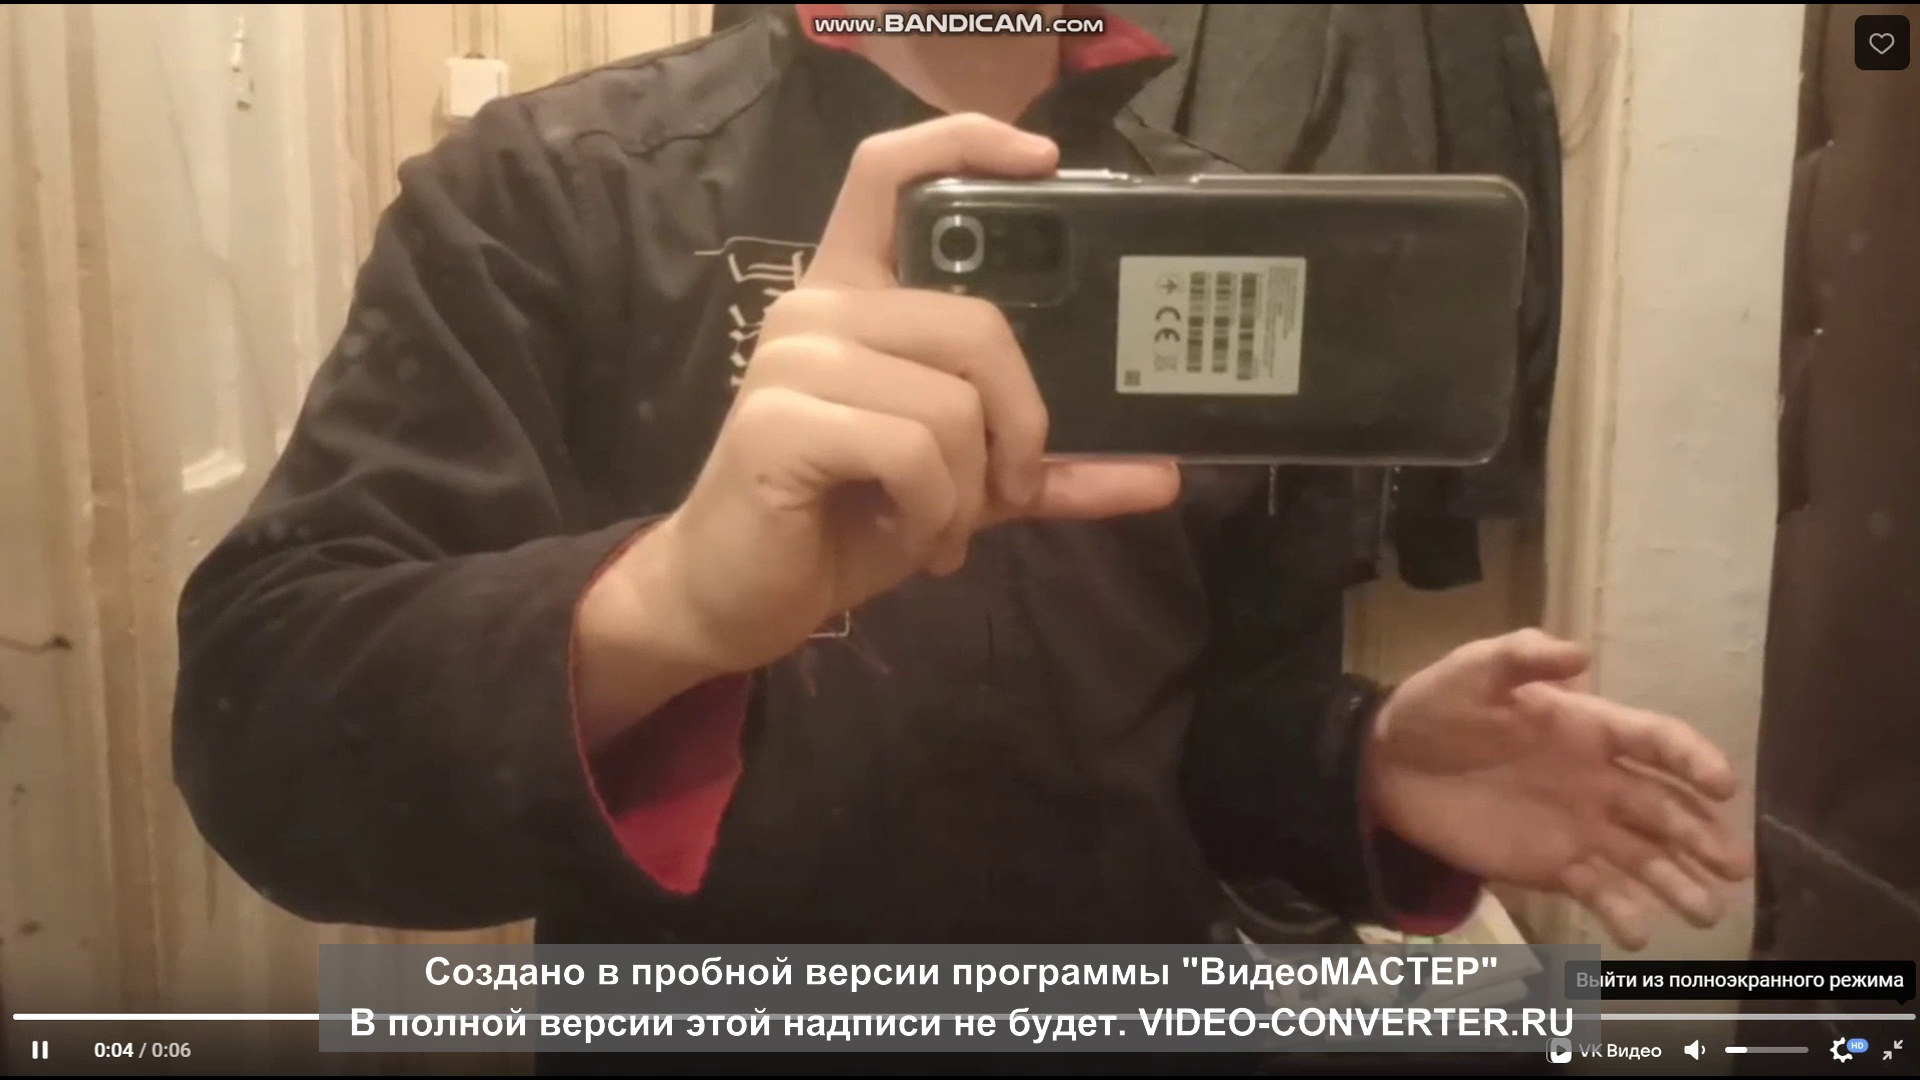 www.BANDICAM.com
CE
Создано в пробной версии программы "ВидеоМАСТЕР"
Выйти из полноэкранного режима
В полной версии этой надписи не будет. VIDEO-CONVERTER.RU
0:04 / 0:06
VK Видео
HD